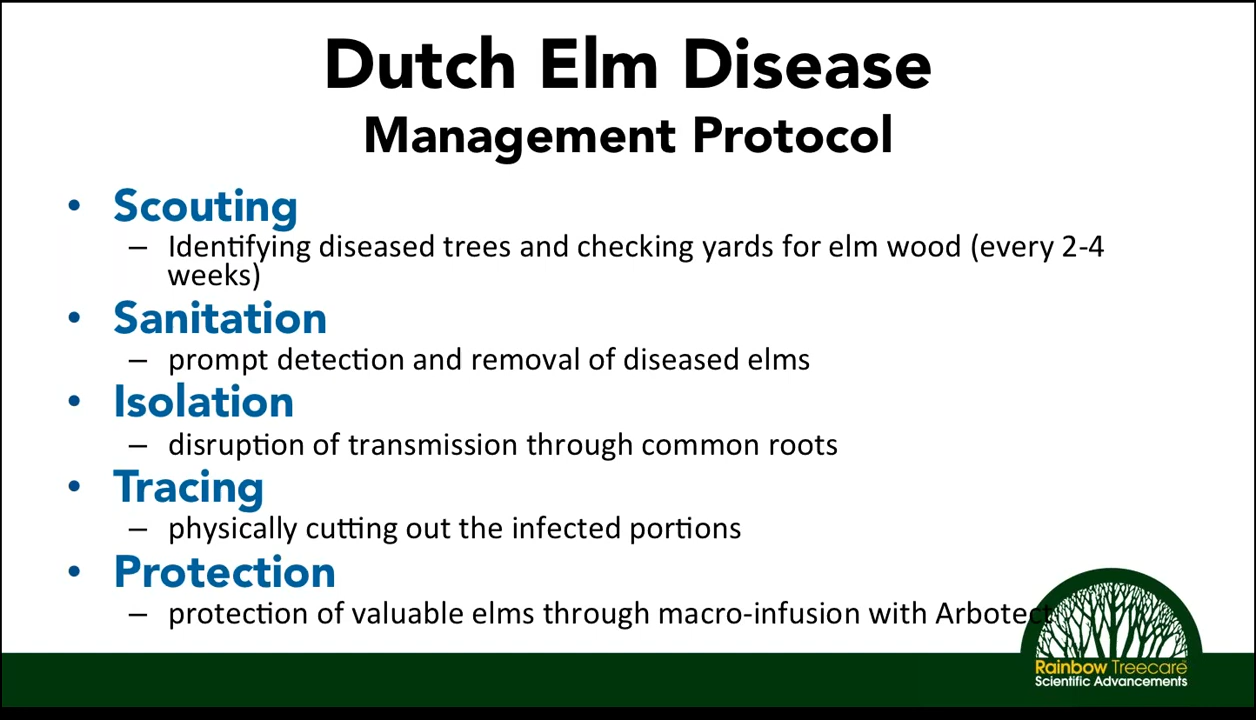 Dutch Elm Disease
Management Protocol
• Scouting
– Identifying diseased trees and checking yards for elm wood (every 2-4
weeks)
• Sanitation
– prompt detection and removal of diseased elms
• Isolation
– disruption of transmission through common roots
• Tracing
– physically cutting out the infected portions
• Protection
– protection of valuable elms through macro-infusion with Arbotect
Rainbow Treecare
Scientific Advancements